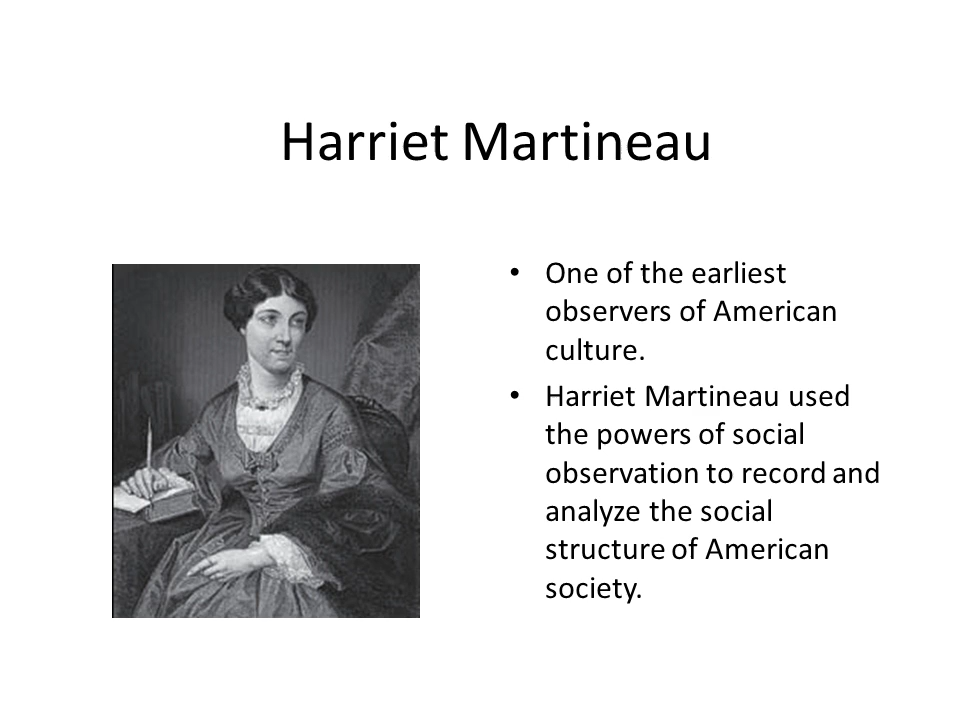 Harriet Martineau
• One of the earliest
observers of American
culture.
• Harriet Martineau used
the powers of social
observation to record and
analyze the social
structure of American
society.